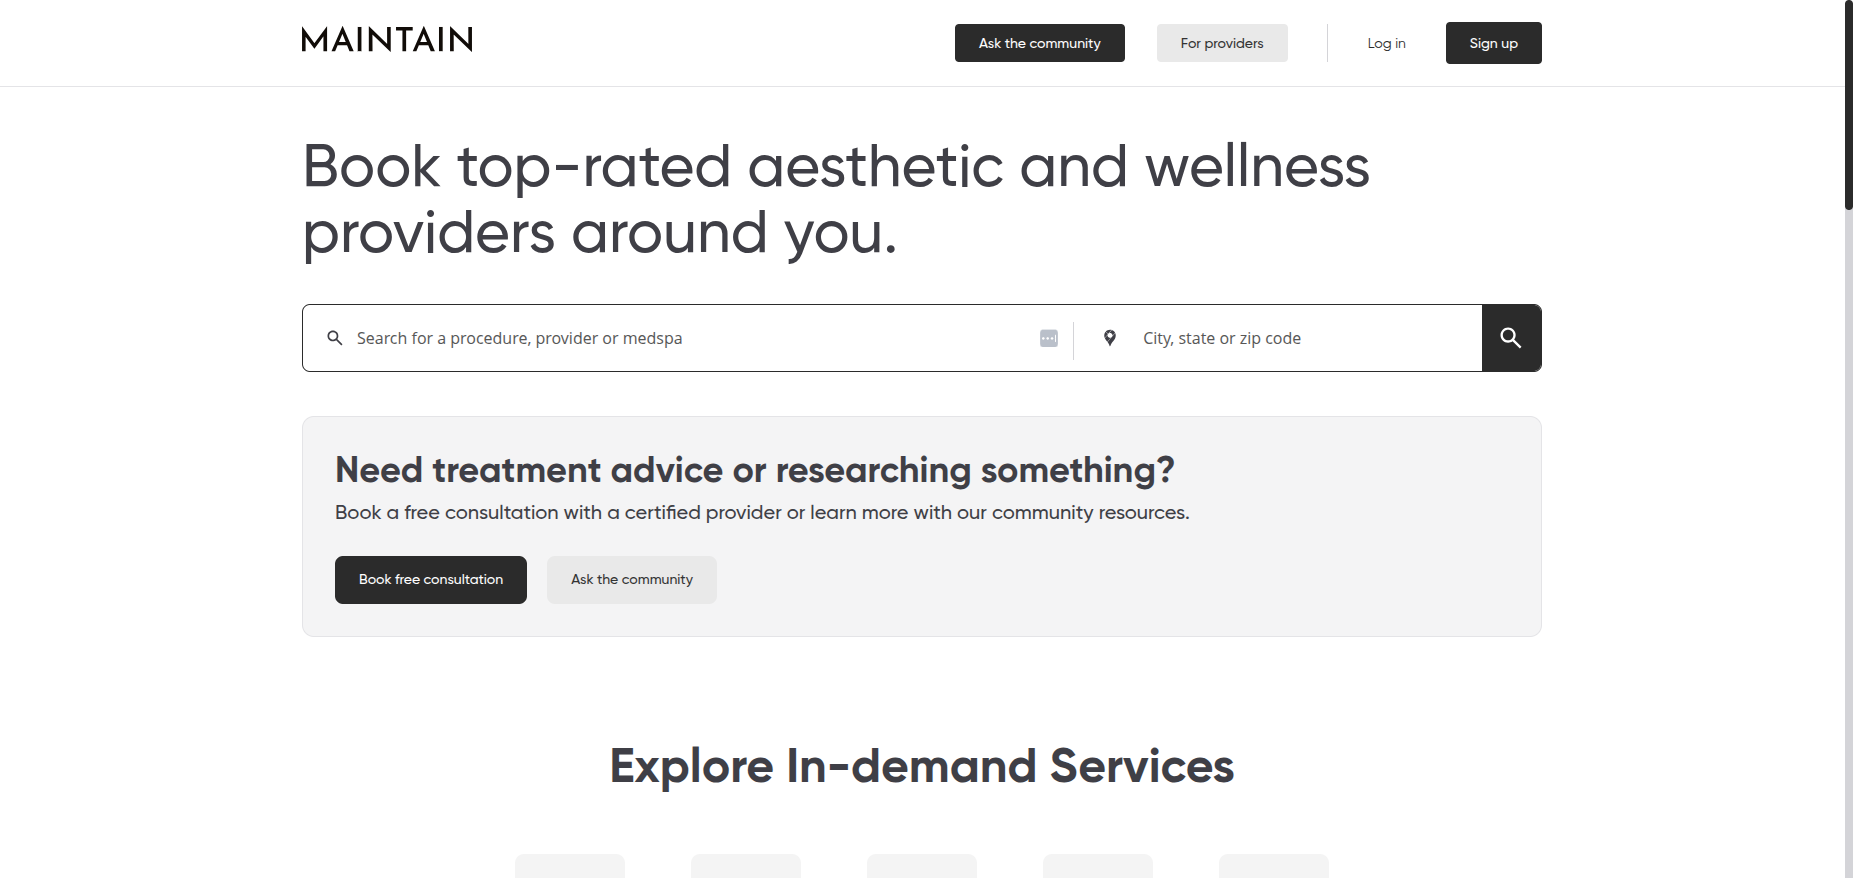 MAINTAIN
Ask the community
For providers
Log in
Sign up
Book top-rated aesthetic and wellness
providers around you.
Search for a procedure, provider or medspa
City, state or zip code
Need treatment advice or researching something?
Book a free consultation with a certified provider or learn more with our community resources.
Book free consultation
Ask the community
Explore In-demand Services